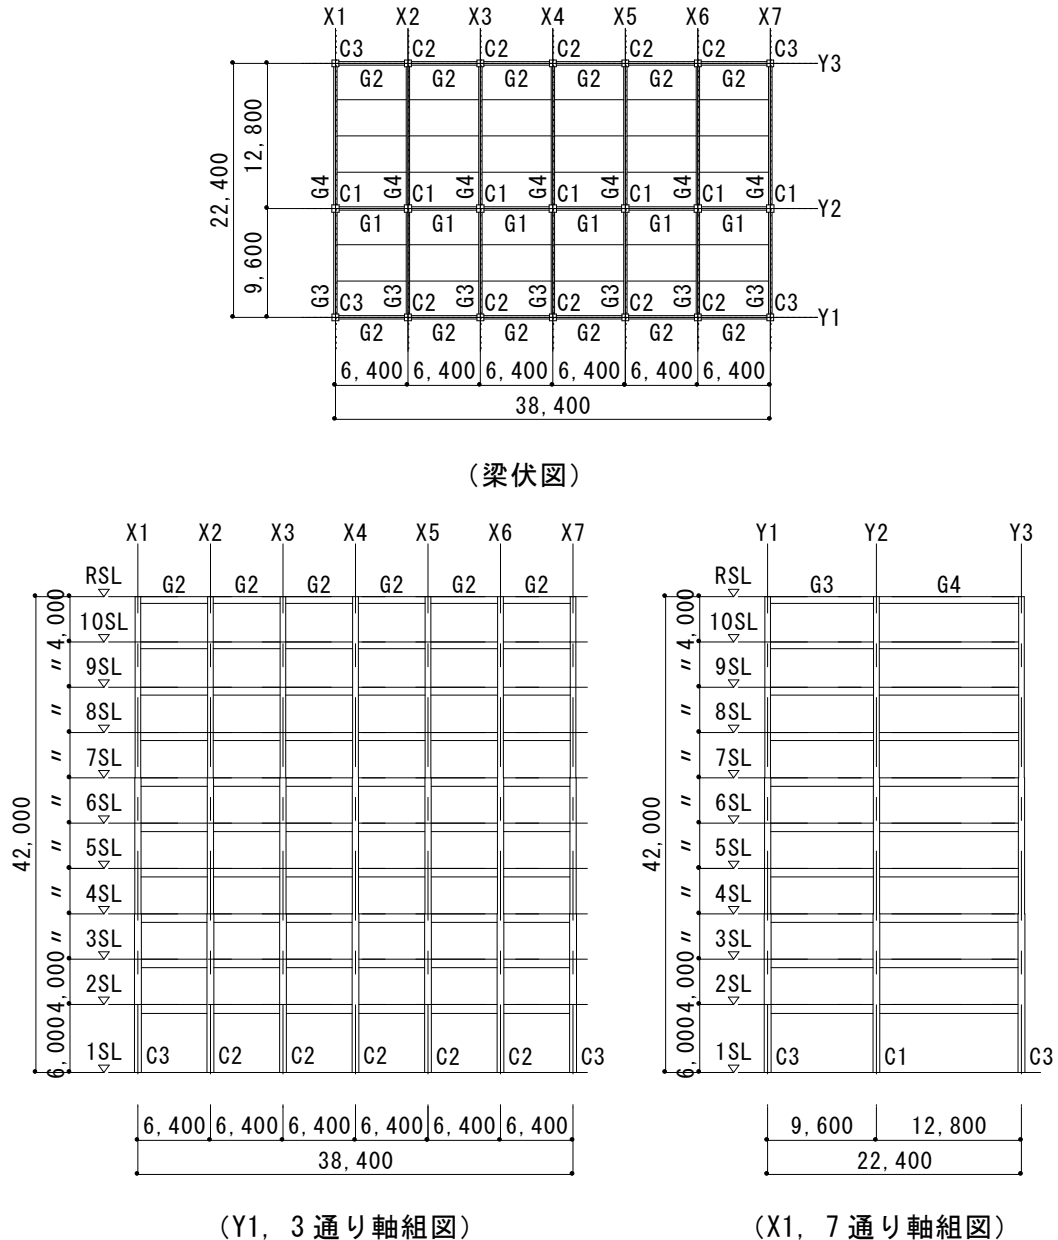 X1 X2 X3 X4 X5 X6 X7
C3 C2 C2 C2 C2 C2 C3
Y3
G2 G2 G2 G2 G2 G2
12,800
22,400
G4 G4 G4 G4 G4 G4 G4
C1 C1 C1 C1 C1 C1 C1
Y2
G1 G1 G1 G1 G1 G1
9,600
G3 G3 G3 G3 G3 G3 G3
C3 C2 C2 C2 C2 C2 C3
Y1
G2 G2 G2 G2 G2 G2
6,400 6,400 6,400 6,400 6,400 6,400
38,400
(梁伏図)
X1 X2 X3 X4 X5 X6 X7
RSL
G2 G2 G2 G2 G2 G2
4,000
10SL
〃
9SL
〃
8SL
〃
7SL
〃
6SL
42,000
〃
5SL
〃
4SL
〃
3SL
4,000
2SL
6,000
1SL
C3 C2 C2 C2 C2 C2 C3
6,400 6,400 6,400 6,400 6,400 6,400
38,400
(Y1, 3通り軸組図)
Y1 Y2 Y3
RSL
G3 G4
4,000
10SL
〃
9SL
〃
8SL
〃
7SL
〃
6SL
42,000
〃
5SL
〃
4SL
〃
3SL
4,000
2SL
6,000
1SL
C3 C1 C3
9,600 12,800
22,400
(X1, 7通り軸組図)